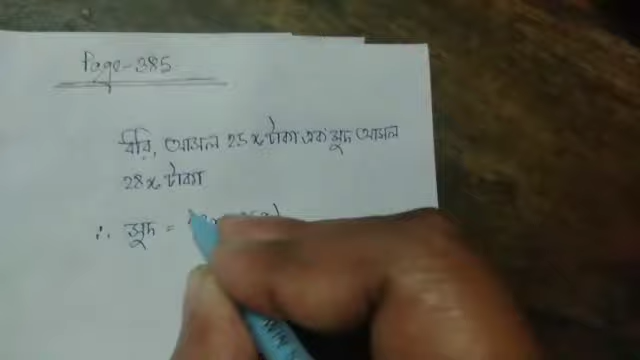 Page-385
ধরি, আসল 25x টাকা এবং সুদ আসল
28x টাকা
∴ সুদ =